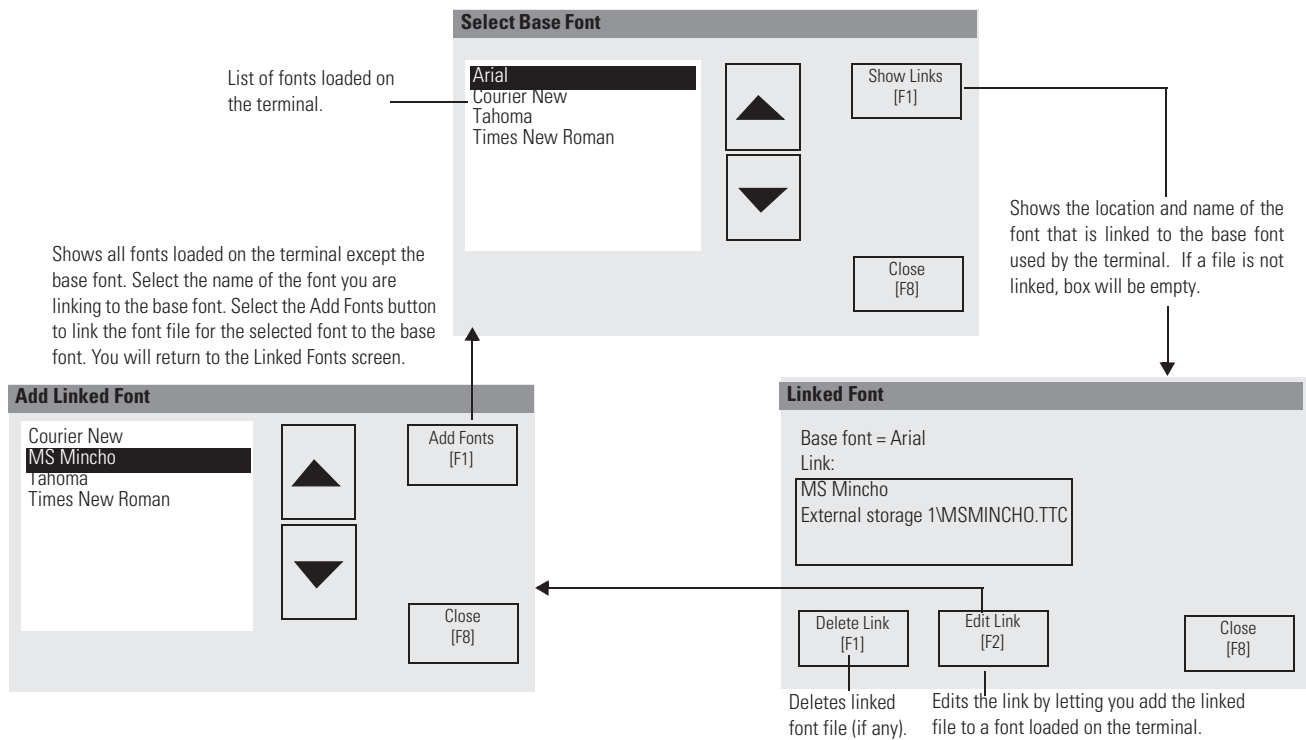 Select Base Font
List of fonts loaded on
the terminal.
Arial
Courier New
Tahoma
Times New Roman
Show Links
[F1]
Close
[F8]
Shows the location and name of the
font that is linked to the base font
used by the terminal. If a file is not
linked, box will be empty.
Shows all fonts loaded on the terminal except the
base font. Select the name of the font you are
linking to the base font. Select the Add Fonts button
to link the font file for the selected font to the base
font. You will return to the Linked Fonts screen.
Add Linked Font
Courier New
MS Mincho
Tahoma
Times New Roman
Add Fonts
[F1]
Close
[F8]
Linked Font
Base font = Arial
Link:
MS Mincho
External storage 1\MSMINCHO.TTC
Delete Link
[F1]
Edit Link
[F2]
Close
[F8]
Deletes linked
font file (if any).
Edits the link by letting you add the linked
file to a font loaded on the terminal.